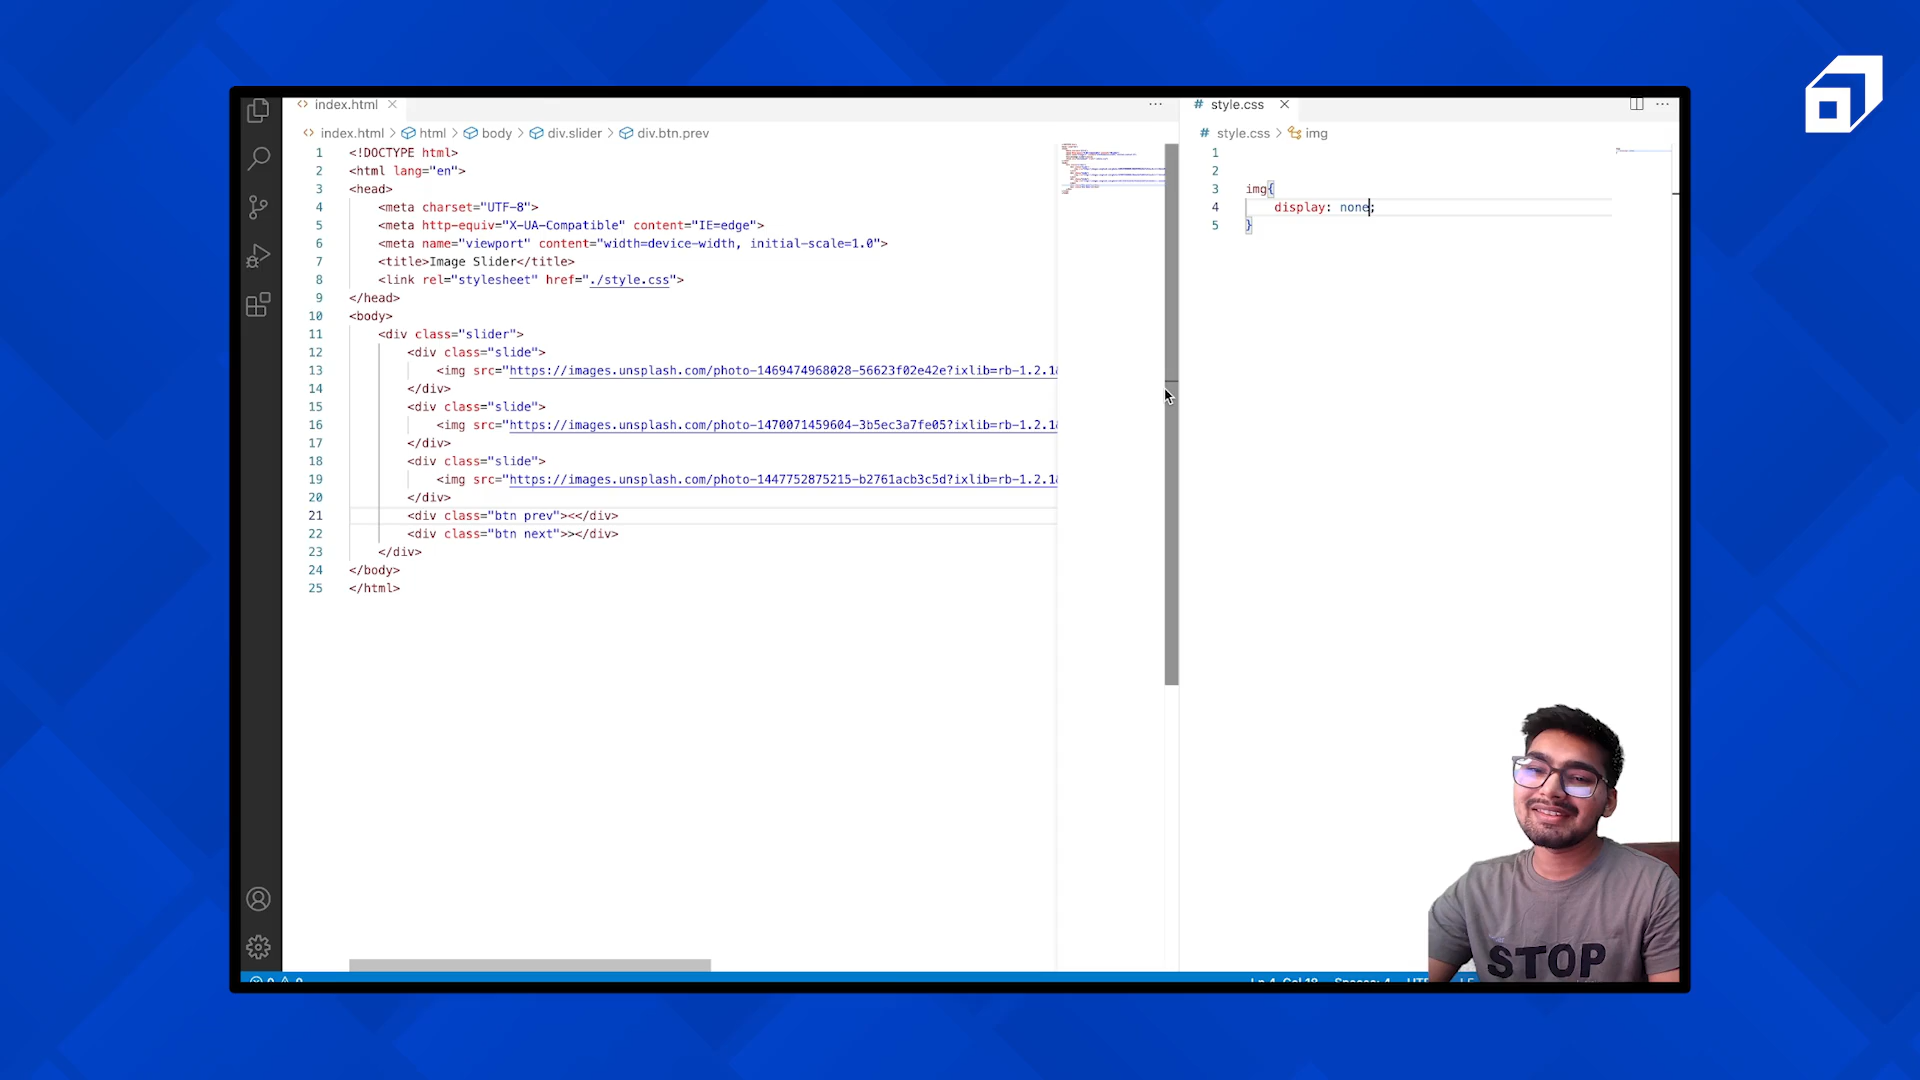 index.html
style.css
index.html > html > body > div.slider > div.btn.prev
style.css > img
1 <!DOCTYPE html>
2 <html lang="en">
3 <head>
4 <meta charset="UTF-8">
5 <meta http-equiv="X-UA-Compatible" content="IE=edge">
6 <meta name="viewport" content="width=device-width, initial-scale=1.0">
7 <title>Image Slider</title>
8 <link rel="stylesheet" href="./style.css">
9 </head>
10 <body>
11 <div class="slider">
12 <div class="slide">
13 <img src="https://images.unsplash.com/photo-1469474968028-56623f02e42e?ixlib=rb-1.2.1&
14 </div>
15 <div class="slide">
16 <img src="https://images.unsplash.com/photo-1470071459604-3b5ec3a7fe05?ixlib=rb-1.2.1&
17 </div>
18 <div class="slide">
19 <img src="https://images.unsplash.com/photo-1447752875215-b2761acb3c5d?ixlib=rb-1.2.1&
20 </div>
21 <div class="btn prev"><</div>
22 <div class="btn next">></div>
23 </div>
24 </body>
25 </html>
1
2
3 img{
4 display: none;
5 }
STOP